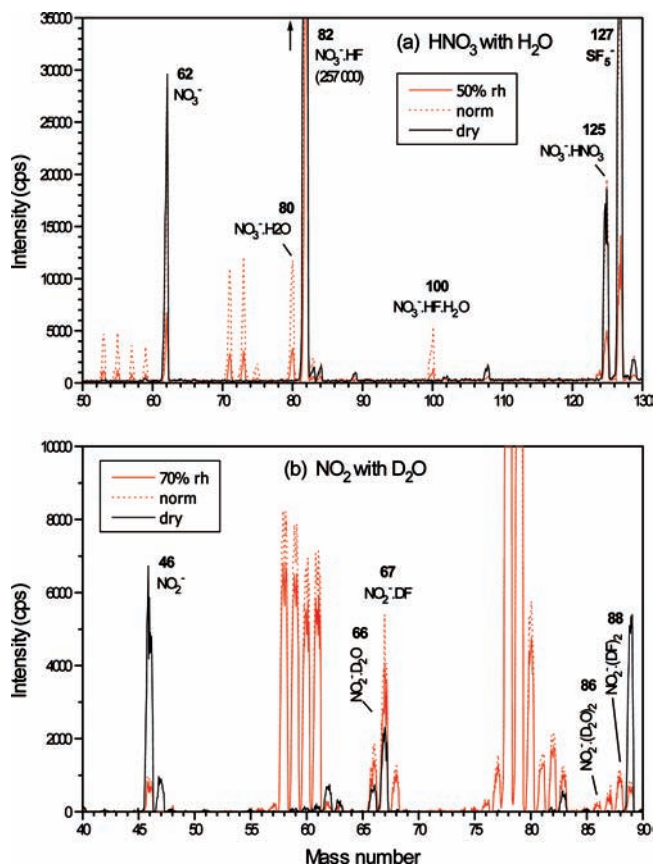 35000
30000
25000
20000
15000
10000
5000
0
Intensity (cps)
62
NO₃⁻
82
NO₃⁻.HF
(257 000)
(a) HNO₃ with H₂O
50% rh
norm
dry
127
SF₅⁻
125
NO₃⁻.HNO₃
80
NO₃⁻.H2O
100
NO₃⁻.HF.H₂O
50 60 70 80 90 100 110 120 130
10000
8000
6000
4000
2000
0
Intensity (cps)
(b) NO₂ with D₂O
70% rh
norm
dry
46
NO₂⁻
67
NO₂⁻.DF
66
NO₂⁻.D₂O
88
NO₂⁻.(DF)₂
86
NO₂⁻.(D₂O)₂
40 45 50 55 60 65 70 75 80 85 90
Mass number